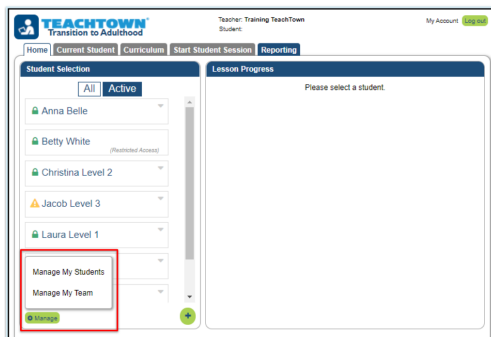 TEACHTOWN
Transition to Adulthood
Teacher: Training TeachTown
Student:
My Account
Log out
Home
Current Student
Curriculum
Start Student Session
Reporting
Student Selection
All
Active
Anna Belle
Betty White
(Restricted Access)
Christina Level 2
Jacob Level 3
Laura Level 1
Manage My Students
Manage My Team
Manage
Lesson Progress
Please select a student.